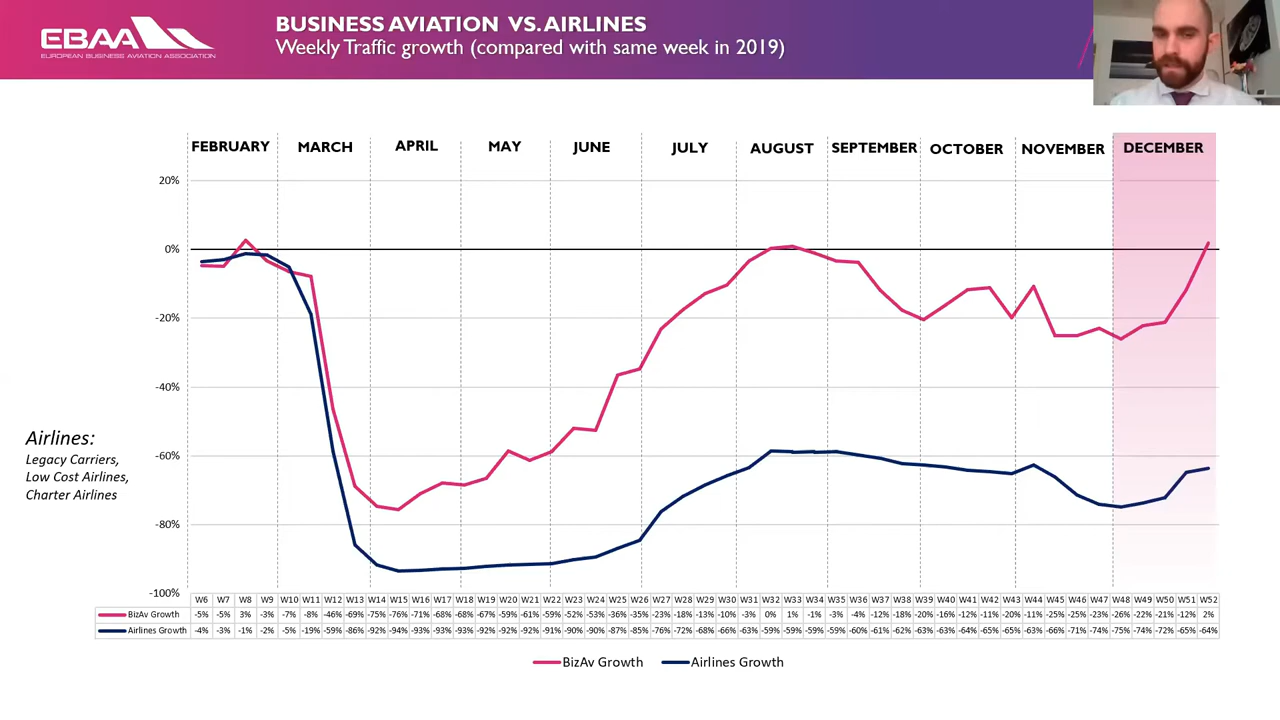 EBAA
EUROPEAN BUSINESS AVIATION ASSOCIATION
BUSINESS AVIATION VS. AIRLINES
Weekly Traffic growth (compared with same week in 2019)
FEBRUARY MARCH APRIL MAY JUNE JULY AUGUST SEPTEMBER OCTOBER NOVEMBER DECEMBER
20%
0%
-20%
-40%
-60%
-80%
-100%
Airlines:
Legacy Carriers,
Low Cost Airlines,
Charter Airlines
W6 W7 W8 W9 W10 W11 W12 W13 W14 W15 W16 W17 W18 W19 W20 W21 W22 W23 W24 W25 W26 W27 W28 W29 W30 W31 W32 W33 W34 W35 W36 W37 W38 W39 W40 W41 W42 W43 W44 W45 W46 W47 W48 W49 W50 W51 W52
BizAv Growth -5% -5% 3% -3% -7% -8% -46% -69% -75% -76% -71% -68% -68% -67% -59% -61% -59% -52% -53% -36% -35% -23% -18% -13% -10% -3% 0% 1% -1% -3% -4% -12% -18% -20% -16% -12% -11% -20% -11% -25% -25% -23% -26% -22% -21% -12% 2%
Airlines Growth -4% -3% -1% -2% -5% -19% -59% -86% -92% -94% -93% -93% -93% -92% -92% -92% -91% -90% -90% -87% -85% -76% -72% -68% -66% -63% -59% -59% -59% -59% -60% -61% -62% -63% -63% -64% -65% -65% -63% -66% -71% -74% -75% -74% -72% -65% -64%
BizAv Growth Airlines Growth